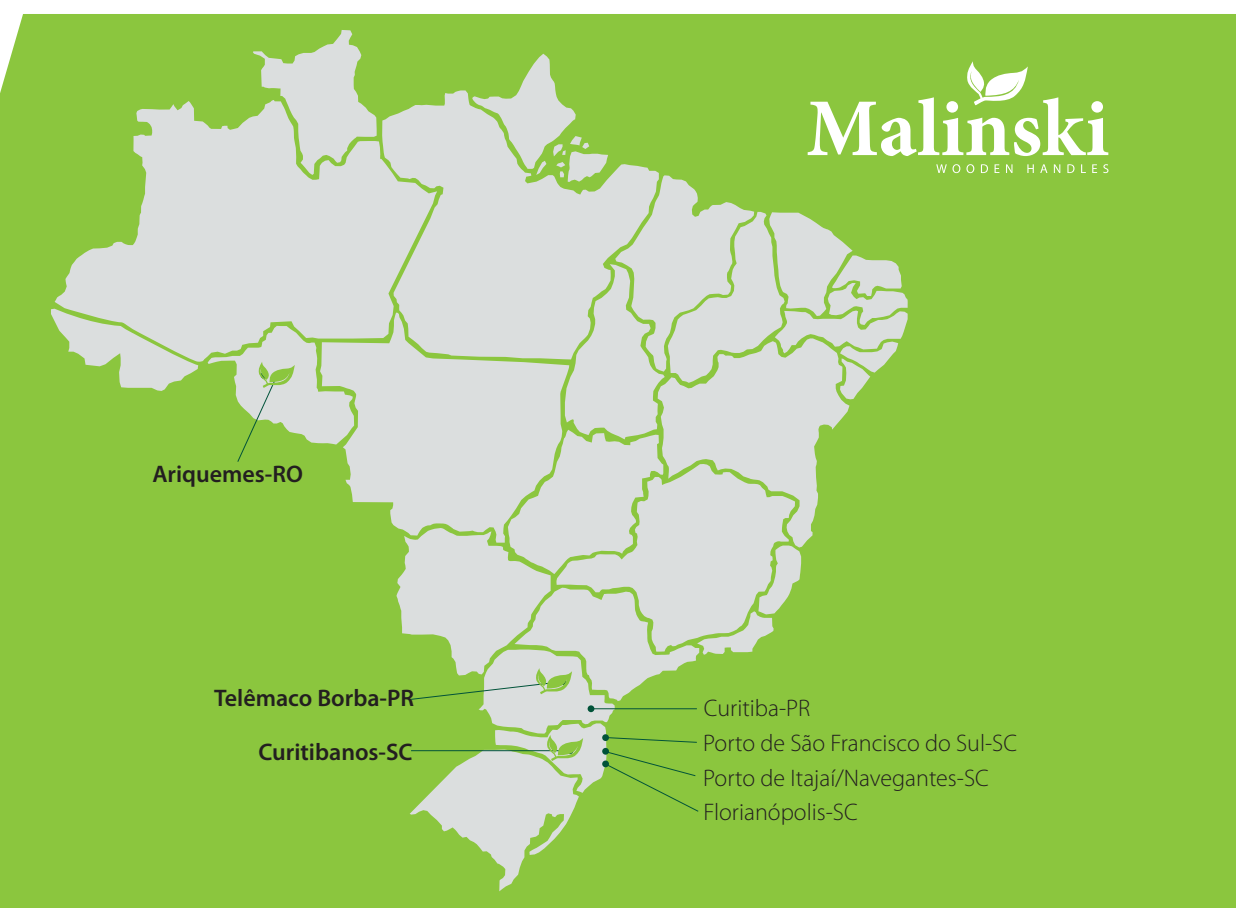 Malinski
WOODEN HANDLES
Ariquemes-RO
Telêmaco Borba-PR
Curitibanos-SC
Curitiba-PR
Porto de São Francisco do Sul-SC
Porto de Itajaí/Navegantes-SC
Florianópolis-SC